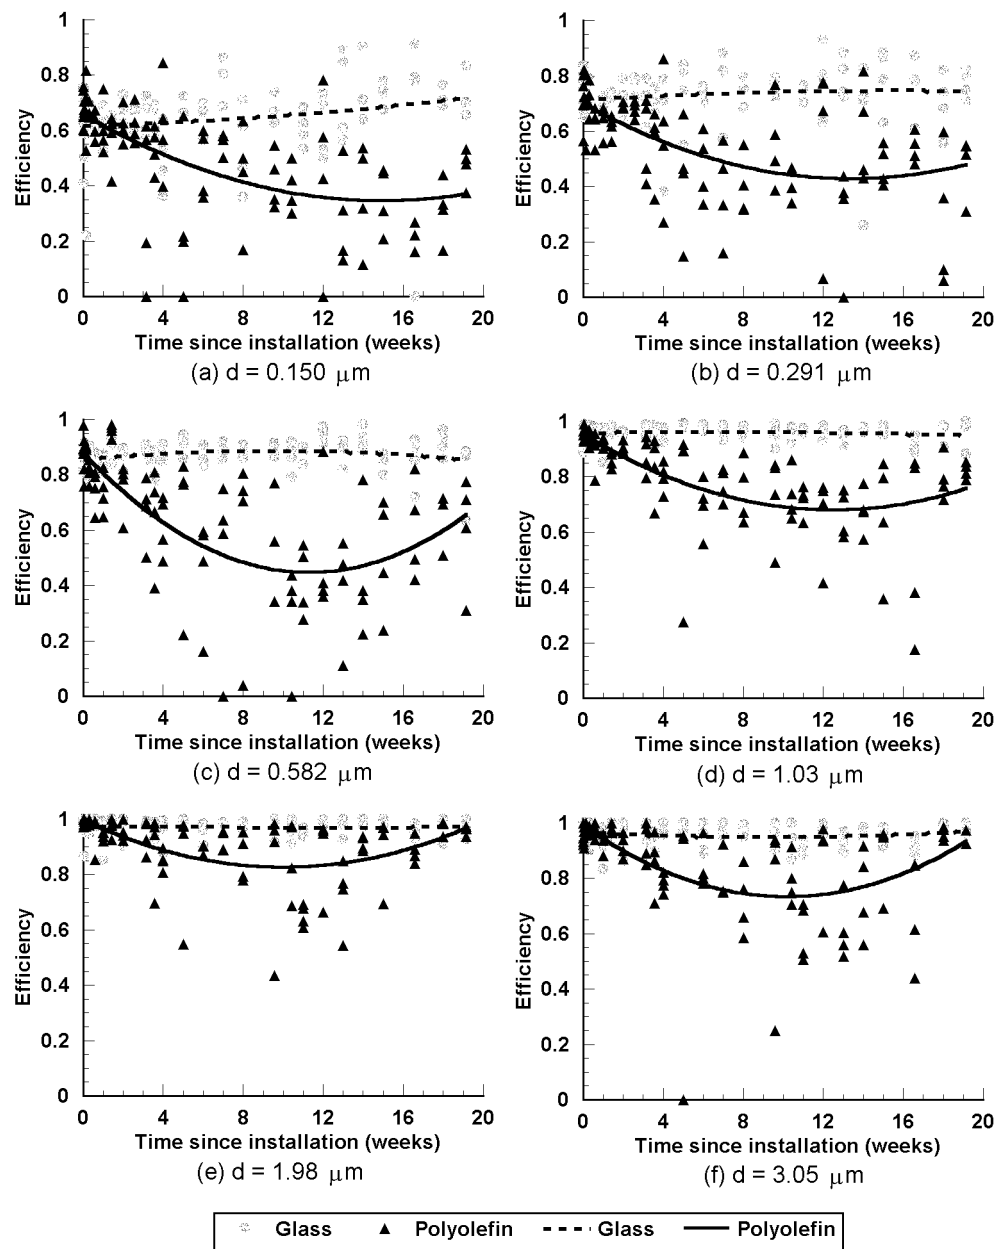 1
1
0.8
0.8
0.6
0.6
0.4
0.4
0.2
0.2
0
0
Efficiency
Efficiency
0 4 8 12 16 20
0 4 8 12 16 20
Time since installation (weeks)
Time since installation (weeks)
(a) d = 0.150 μm
(b) d = 0.291 μm
1
1
0.8
0.8
0.6
0.6
0.4
0.4
0.2
0.2
0
0
Efficiency
Efficiency
0 4 8 12 16 20
0 4 8 12 16 20
Time since installation (weeks)
Time since installation (weeks)
(c) d = 0.582 μm
(d) d = 1.03 μm
1
1
0.8
0.8
0.6
0.6
0.4
0.4
0.2
0.2
0
0
Efficiency
Efficiency
0 4 8 12 16 20
0 4 8 12 16 20
Time since installation (weeks)
Time since installation (weeks)
(e) d = 1.98 μm
(f) d = 3.05 μm
Glass Polyolefin Glass Polyolefin